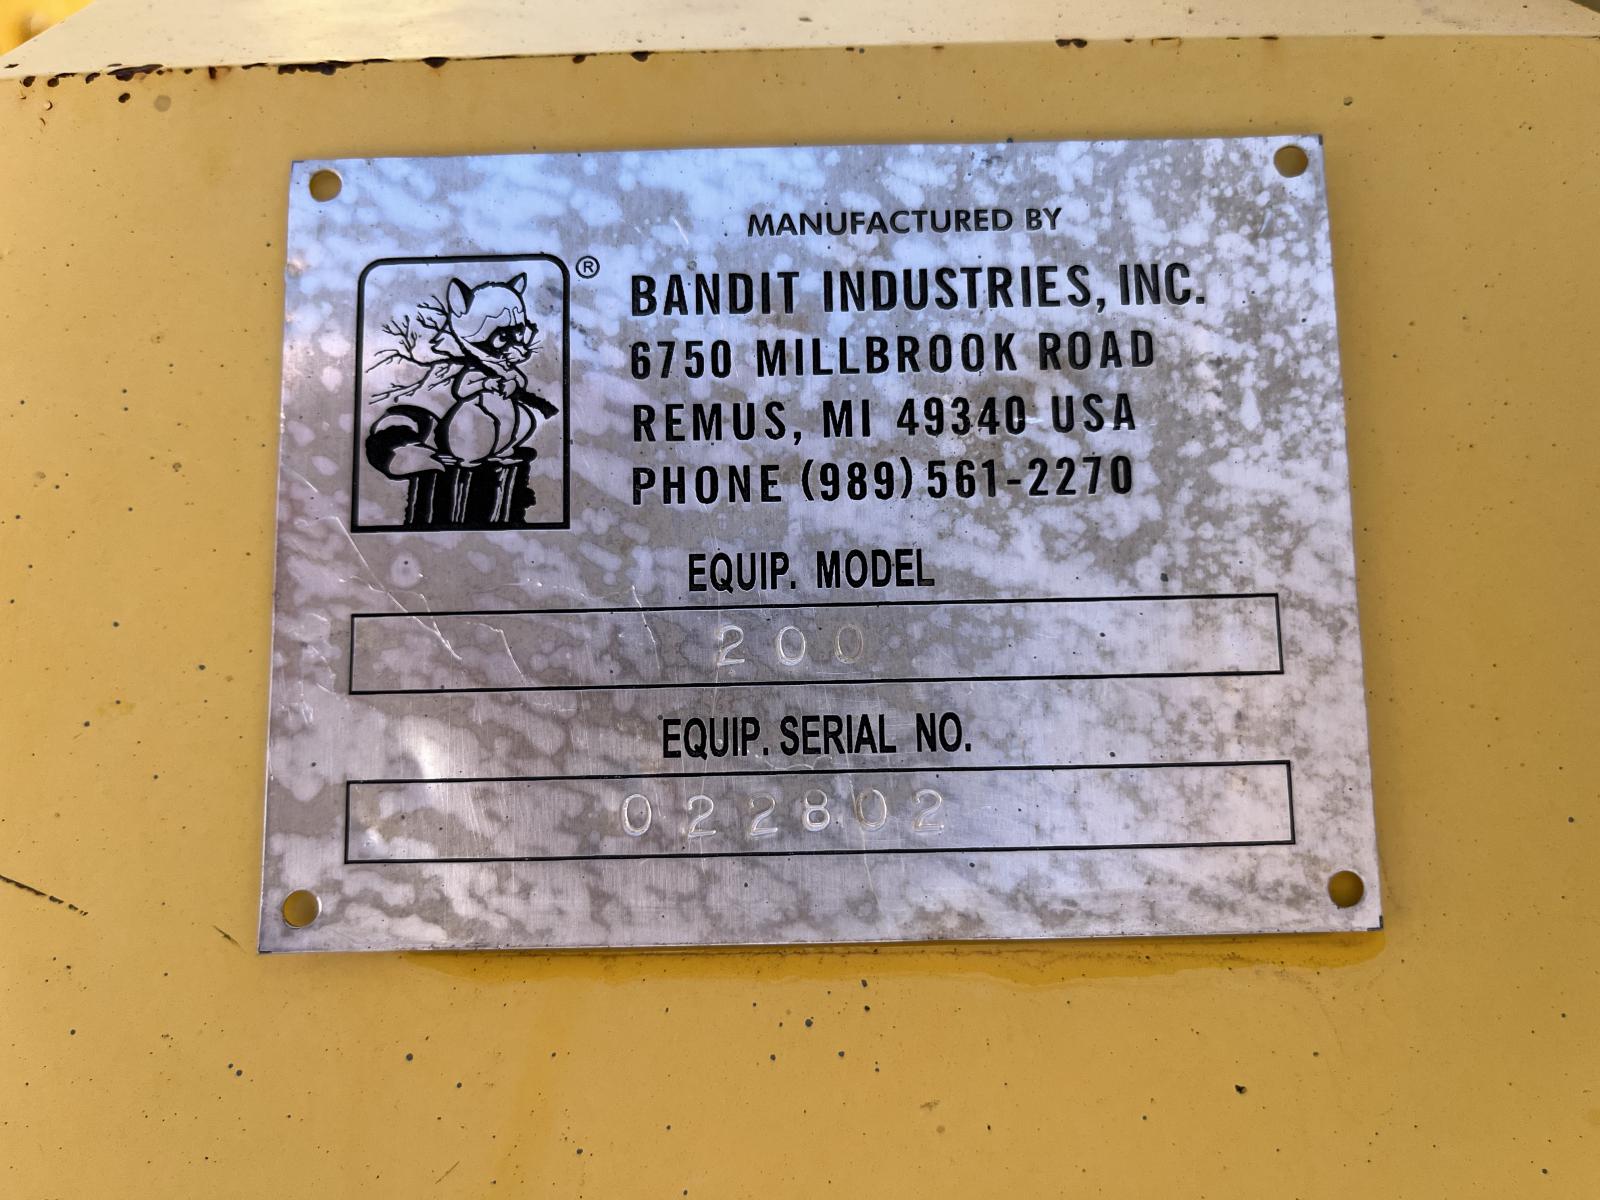 MANUFACTURED BY
®
BANDIT INDUSTRIES, INC.
6750 MILLBROOK ROAD
REMUS, MI 49340 USA
PHONE (989) 561-2270
EQUIP. MODEL
200
EQUIP. SERIAL NO.
022802